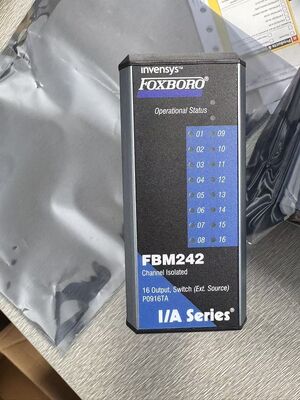 invensys™
FOXBORO®
Operational Status
01 09
02 10
03 11
04 12
05 13
06 14
07 15
08 16
FBM242
Channel Isolated
16 Output, Switch (Ext. Source)
P0916TA
I/A Series®